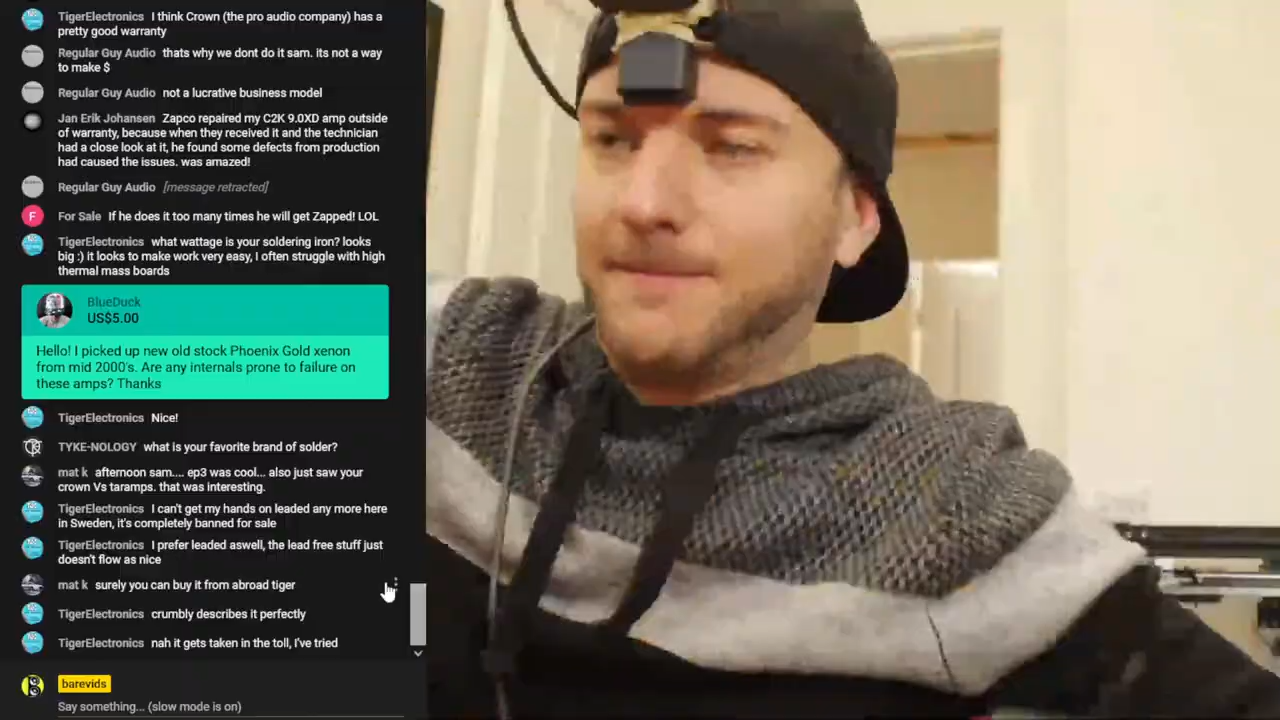 TigerElectronics I think Crown (the pro audio company) has a
pretty good warranty
Regular Guy Audio thats why we dont do it sam. its not a way
to make $
Regular Guy Audio not a lucrative business model
Jan Erik Johansen Zapco repaired my C2K 9.0XD amp outside
of warranty, because when they received it and the technician
had a close look at it, he found some defects from production
had caused the issues. was amazed!
Regular Guy Audio [message retracted]
F For Sale If he does it too many times he will get Zapped! LOL
TigerElectronics what wattage is your soldering iron? looks
big :) it looks to make work very easy, I often struggle with high
thermal mass boards
BlueDuck
US$5.00
Hello! I picked up new old stock Phoenix Gold xenon
from mid 2000's. Are any internals prone to failure on
these amps? Thanks
TigerElectronics Nice!
TYKE-NOLOGY what is your favorite brand of solder?
mat k afternoon sam.... ep3 was cool... also just saw your
crown Vs taramps. that was interesting.
TigerElectronics I can't get my hands on leaded any more here
in Sweden, it's completely banned for sale
TigerElectronics I prefer leaded aswell, the lead free stuff just
doesn't flow as nice
mat k surely you can buy it from abroad tiger
TigerElectronics crumbly describes it perfectly
TigerElectronics nah it gets taken in the toll, I've tried
barevids
Say something... (slow mode is on)